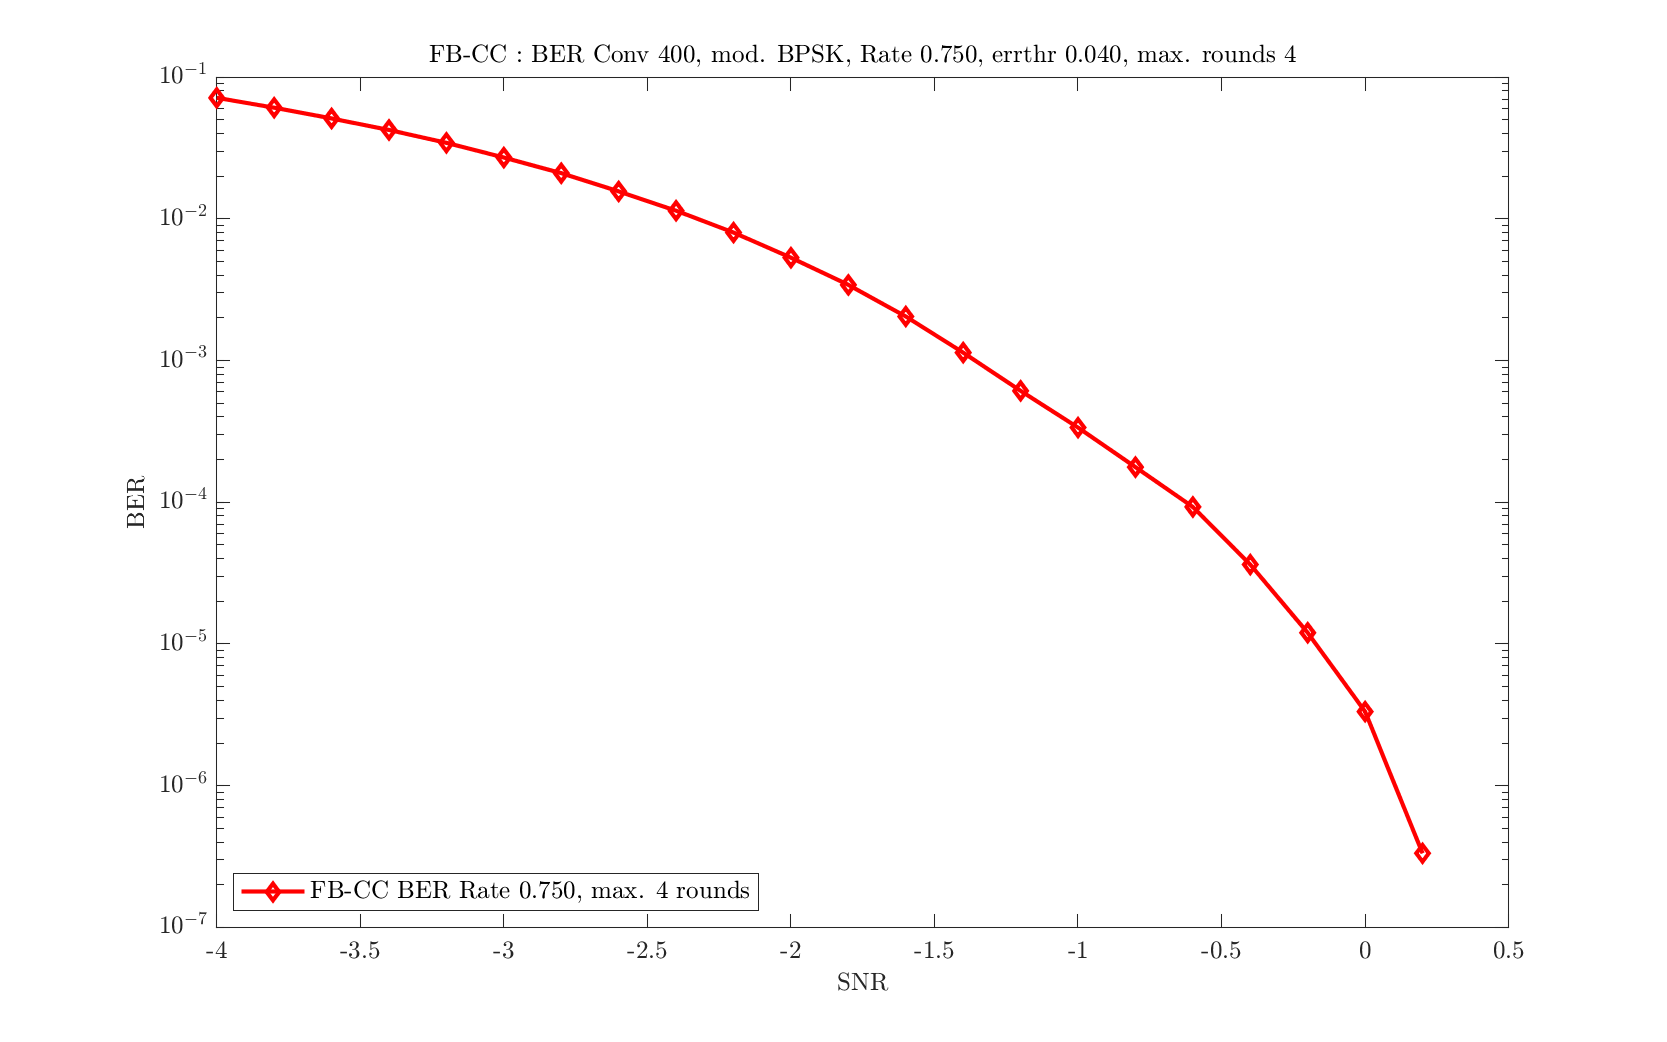 FB-CC : BER Conv 400, mod. BPSK, Rate 0.750, errthr 0.040, max. rounds 4
10⁻¹
10⁻²
10⁻³
10⁻⁴
10⁻⁵
10⁻⁶
10⁻⁷
BER
FB-CC BER Rate 0.750, max. 4 rounds
-4 -3.5 -3 -2.5 -2 -1.5 -1 -0.5 0 0.5
SNR